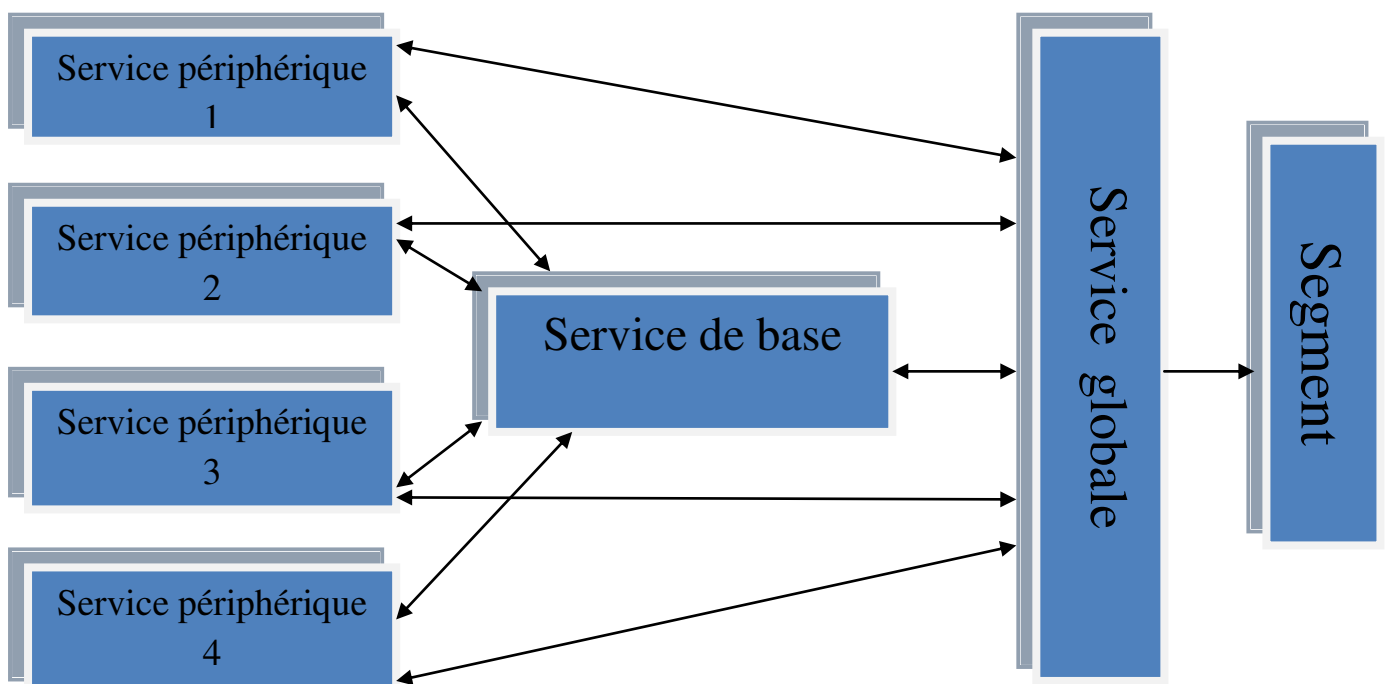 Service périphérique
1
Service périphérique
2
Service périphérique
3
Service périphérique
4
Service de base
Service globale
Segment